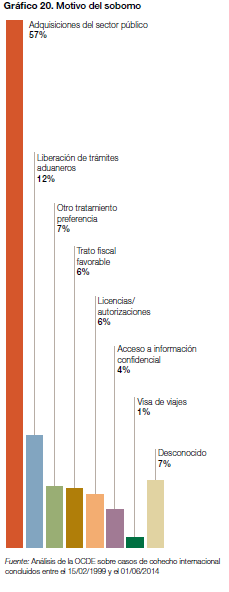 Gráfico 20. Motivo del soborno
Adquisiciones del sector público
57%
Liberación de trámites
aduaneros
12%
Otro tratamiento
preferencia
7%
Trato fiscal
favorable
6%
Licencias/
autorizaciones
6%
Acceso a información
confidencial
4%
Visa de viajes
1%
Desconocido
7%
Fuente: Análisis de la OCDE sobre casos de cohecho internacional
concluidos entre el 15/02/1999 y el 01/06/2014